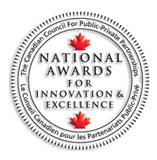 The Canadian Council For Public-Private Partnerships
NATIONAL
AWARDS
FOR
INNOVATION &
EXCELLENCE
Le Conseil Canadien pour les Partenariats Public-Privé